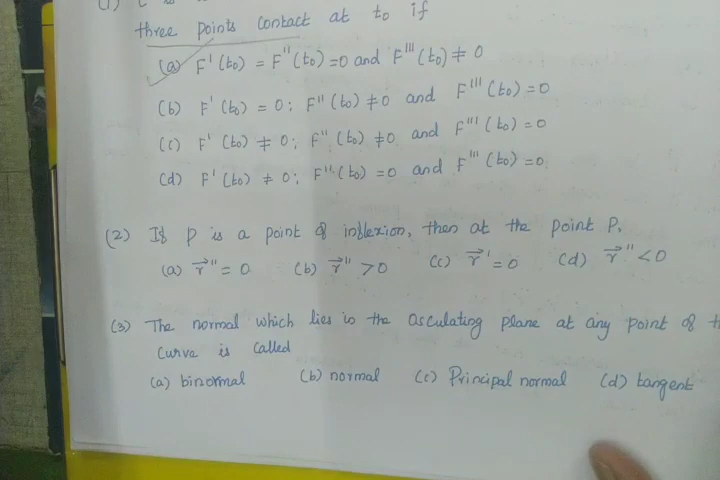 three points contact at t₀ if
(a) F'(t₀) = F''(t₀) = 0 and F'''(t₀) ≠ 0
(b) F'(t₀) = 0; F''(t₀) ≠ 0 and F'''(t₀) = 0
(c) F'(t₀) ≠ 0; F''(t₀) ≠ 0 and F'''(t₀) = 0
(d) F'(t₀) ≠ 0; F''(t₀) = 0 and F'''(t₀) = 0
(2) If P is a point of inflexion, then at the point P.
(a) r⃗'' = 0 (b) r⃗'' > 0 (c) r⃗' = 0 (d) r⃗'' < 0
(3) The normal which lies in the Osculating plane at any point of
Curve is called
(a) binormal (b) normal (c) Principal normal (d) tangent